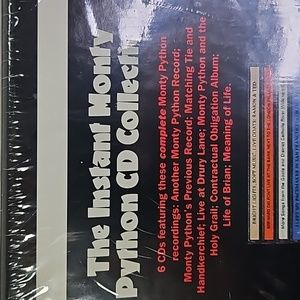 The Instant Monty
Python CD Collecti
6 CDs featuring these complete Monty Python
recordings: Another Monty Python Record;
Monty Python's Previous Record; Matching Tie and
Handkerchief; Live at Drury Lane; Monty Python and the
Holy Grail; Contractual Obligation Album;
Life of Brian; Meaning of Life.